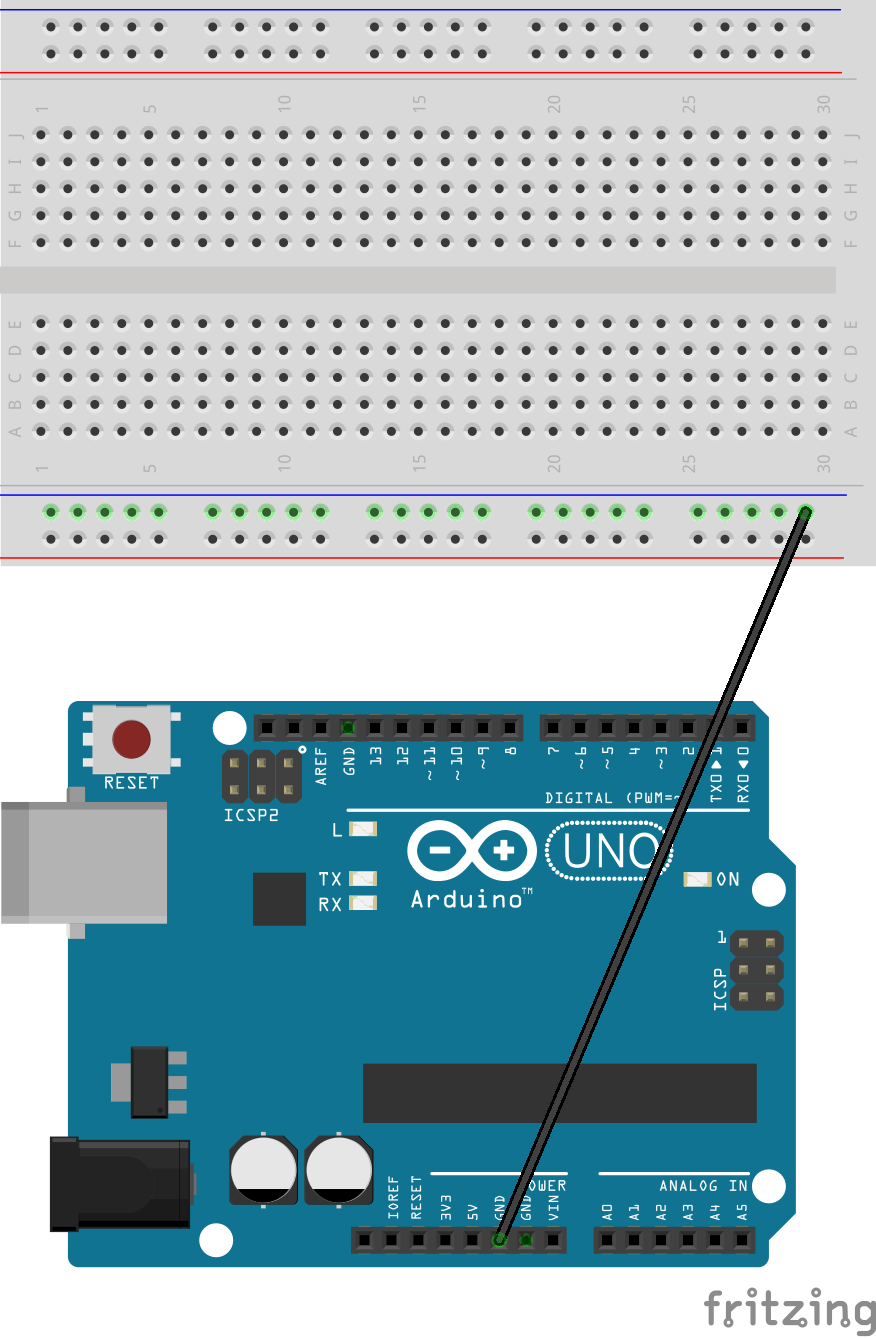 1 5 10 15 20 25 30
J J
I I
H H
G G
F F
E E
D D
C C
B B
A A
1 5 10 15 20 25 30
RESET
AREF GND 13 12 ~11 ~10 ~9 8 7 ~6 ~5 4 ~3 2 TX0▶1 RX0◀0
ICSP2
DIGITAL (PWM=~
L
TX
RX
UNO
Arduino™
ON
1
ICSP
ANALOG IN
IOREF RESET 3V3 5V GND GND VIN A0 A1 A2 A3 A4 A5
fritzing